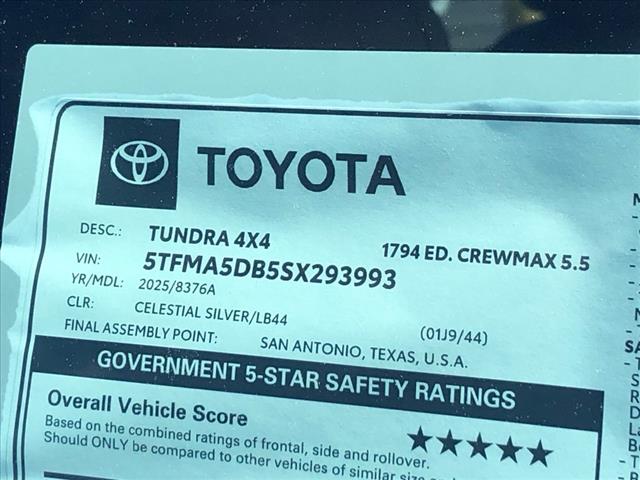 TOYOTA
DESC.: TUNDRA 4X4 1794 ED. CREWMAX 5.5
VIN: 5TFMA5DB5SX293993
YR/MDL: 2025/8376A
CLR: CELESTIAL SILVER/LB44 (01J9/44)
FINAL ASSEMBLY POINT: SAN ANTONIO, TEXAS, U.S.A.
GOVERNMENT 5-STAR SAFETY RATINGS
Overall Vehicle Score ★★★★★
Based on the combined ratings of frontal, side and rollover.
Should ONLY be compared to other vehicles of similar size